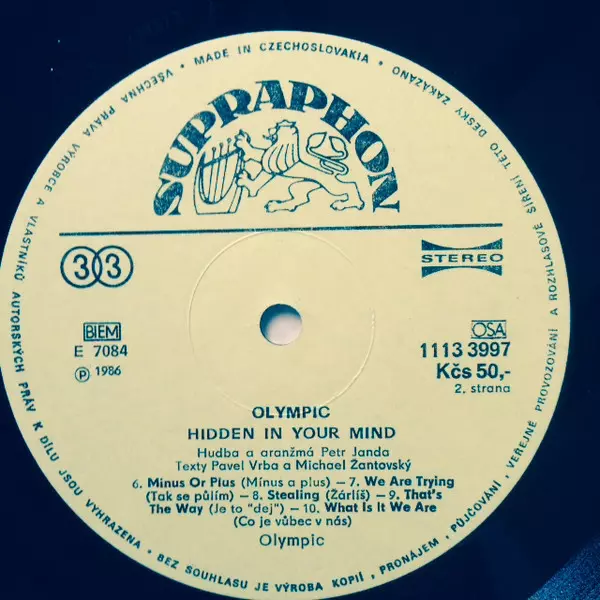 • MADE IN CZECHOSLOVAKIA •
VŠECHNA PRÁVA VÝROBCE A VLASTNÍKŮ AUTORSKÝCH PRÁV K DÍLU JSOU VYHRAZENA • BEZ SOUHLASU JE VÝROBA KOPIÍ, PRONÁJEM, PŮJČOVÁNÍ, VEŘEJNÉ PROVOZOVÁNÍ A ROZHLASOVÉ ŠÍŘENÍ TÉTO DESKY ZAKÁZÁNO
SUPRAPHON
33
STEREO
BIEM
E 7084
Ⓟ 1986
OSA
1113 3997
Kčs 50,-
2. strana
OLYMPIC
HIDDEN IN YOUR MIND
Hudba a aranžmá Petr Janda
Texty Pavel Vrba a Michael Žantovský
6. Minus Or Plus (Mínus a plus) – 7. We Are Trying
(Tak se půlím) – 8. Stealing (Žárlíš) – 9. That's
The Way (Je to "dej") – 10. What Is It We Are
(Co je vůbec v nás)
Olympic